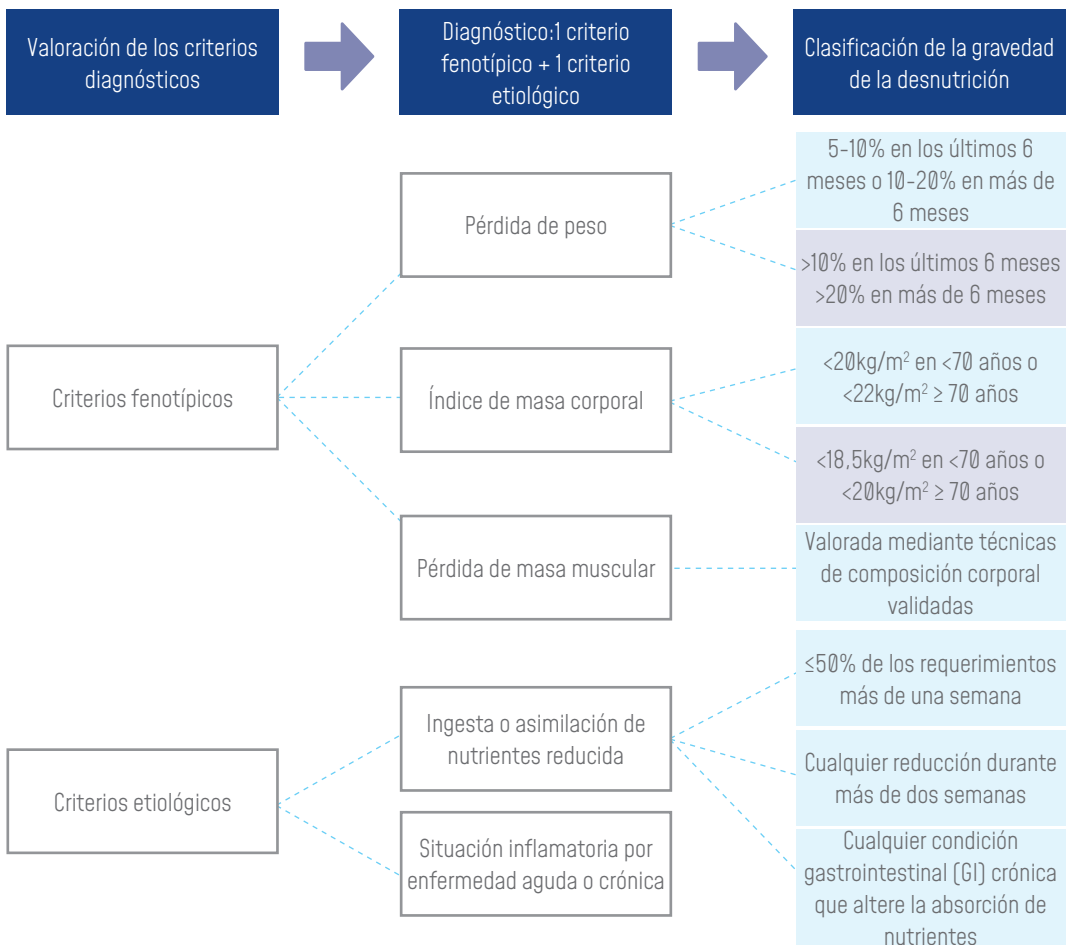 Valoración de los criterios
diagnósticos
Diagnóstico:1 criterio
fenotípico + 1 criterio
etiológico
Clasificación de la gravedad
de la desnutrición
Criterios fenotípicos
Pérdida de peso
5-10% en los últimos 6
meses o 10-20% en más de
6 meses
>10% en los últimos 6 meses
>20% en más de 6 meses
Índice de masa corporal
<20kg/m² en <70 años o
<22kg/m² ≥ 70 años
<18,5kg/m² en <70 años o
<20kg/m² ≥ 70 años
Pérdida de masa muscular
Valorada mediante técnicas
de composición corporal
validadas
Criterios etiológicos
Ingesta o asimilación de
nutrientes reducida
≤50% de los requerimientos
más de una semana
Cualquier reducción durante
más de dos semanas
Cualquier condición
gastrointestinal (GI) crónica
que altere la absorción de
nutrientes
Situación inflamatoria por
enfermedad aguda o crónica